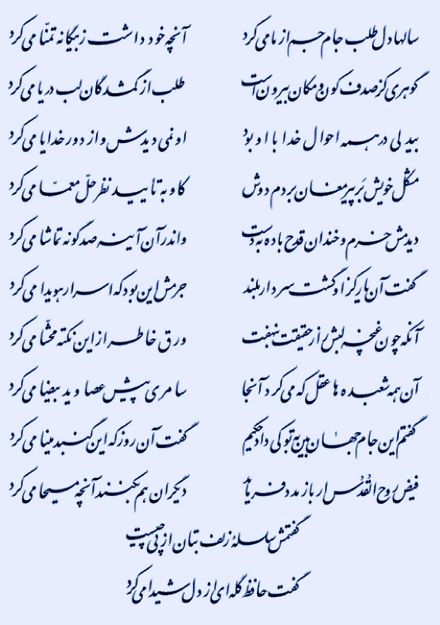 سالها دل طلب جام جم از ما می‌کرد
آنچه خود داشت ز بیگانه تمنّا می‌کرد
گوهری کز صدف کون و مکان بیرون است
طلب از گمشدگان لب دریا می‌کرد
بیدلی در همه احوال خدا با او بود
او نمی‌دیدش و از دور خدایا می‌کرد
مشکل خویش بَرِ پیر مغان بردم دوش
کاو به تأیید نظر حلّ معمّا می‌کرد
دیدمش خرم و خندان قدح باده به دست
واندر آن آینه صد گونه تماشا می‌کرد
گفت آن یار کز او گشت سر دار بلند
جرمش این بود که اسرار هویدا می‌کرد
آنکه چون غنچه لبش راز حقیقت بنهفت
ورق خاطر از این نکته محشّا می‌کرد
آن همه شعبده‌ها عقل که می‌کرد آنجا
سامری پیش عصا و ید بیضا می‌کرد
گفتم این جام جهان‌بین به تو کی داد حکیم
گفت آن روز که این گنبد مینا می‌کرد
فیض روح القدس ار باز مدد فرماید
دیگران هم بکنند آنچه مسیحا می‌کرد
گفتمش سلسلهٔ زلف بتان از پی چیست
گفت حافظ گله‌ای از دل شیدا می‌کرد